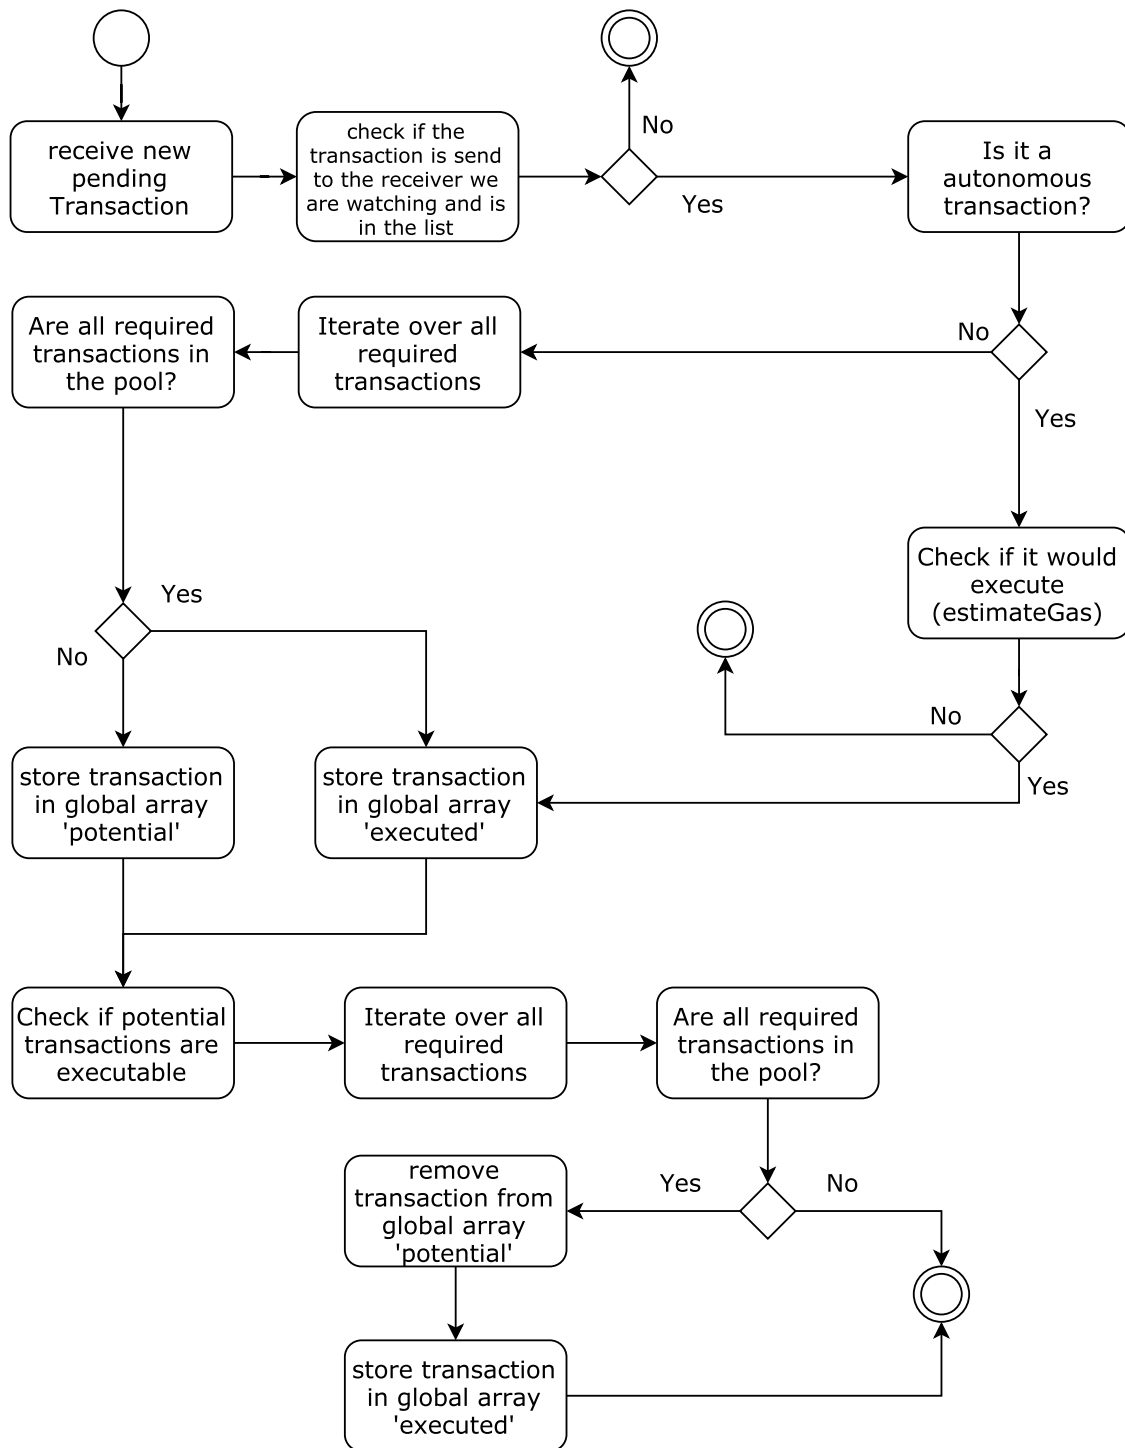 receive new
pending
Transaction
check if the
transaction is send
to the receiver we
are watching and is
in the list
No
Yes
Is it a
autonomous
transaction?
Are all required
transactions in
the pool?
Iterate over all
required
transactions
No
Yes
Check if it would
execute
(estimateGas)
Yes
No
No
Yes
store transaction
in global array
'potential'
store transaction
in global array
'executed'
Check if potential
transactions are
executable
Iterate over all
required
transactions
Are all required
transactions in
the pool?
remove
transaction from
global array
'potential'
Yes
No
store transaction
in global array
'executed'